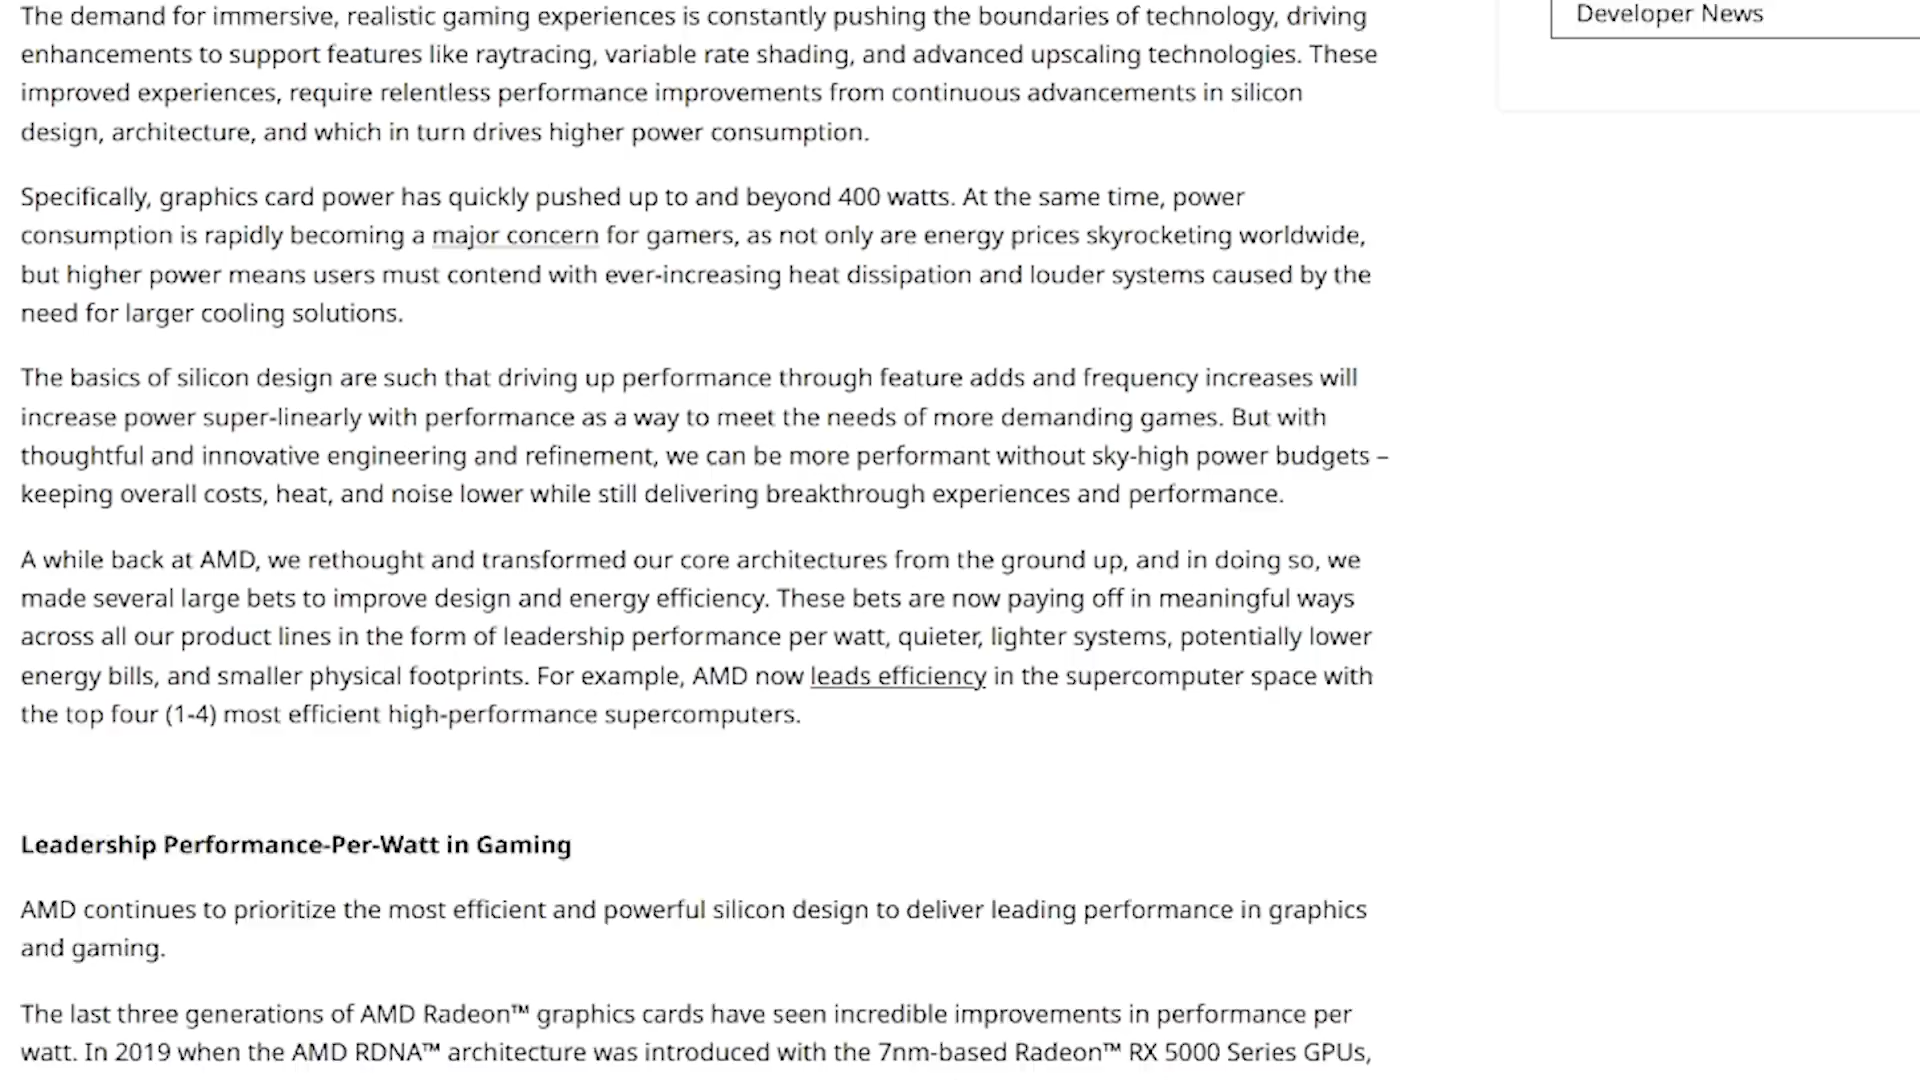 The demand for immersive, realistic gaming experiences is constantly pushing the boundaries of technology, driving
enhancements to support features like raytracing, variable rate shading, and advanced upscaling technologies. These
improved experiences, require relentless performance improvements from continuous advancements in silicon
design, architecture, and which in turn drives higher power consumption.
Specifically, graphics card power has quickly pushed up to and beyond 400 watts. At the same time, power
consumption is rapidly becoming a major concern for gamers, as not only are energy prices skyrocketing worldwide,
but higher power means users must contend with ever-increasing heat dissipation and louder systems caused by the
need for larger cooling solutions.
The basics of silicon design are such that driving up performance through feature adds and frequency increases will
increase power super-linearly with performance as a way to meet the needs of more demanding games. But with
thoughtful and innovative engineering and refinement, we can be more performant without sky-high power budgets –
keeping overall costs, heat, and noise lower while still delivering breakthrough experiences and performance.
A while back at AMD, we rethought and transformed our core architectures from the ground up, and in doing so, we
made several large bets to improve design and energy efficiency. These bets are now paying off in meaningful ways
across all our product lines in the form of leadership performance per watt, quieter, lighter systems, potentially lower
energy bills, and smaller physical footprints. For example, AMD now leads efficiency in the supercomputer space with
the top four (1-4) most efficient high-performance supercomputers.
Leadership Performance-Per-Watt in Gaming
AMD continues to prioritize the most efficient and powerful silicon design to deliver leading performance in graphics
and gaming.
The last three generations of AMD Radeon™ graphics cards have seen incredible improvements in performance per
watt. In 2019 when the AMD RDNA™ architecture was introduced with the 7nm-based Radeon™ RX 5000 Series GPUs,
Developer News